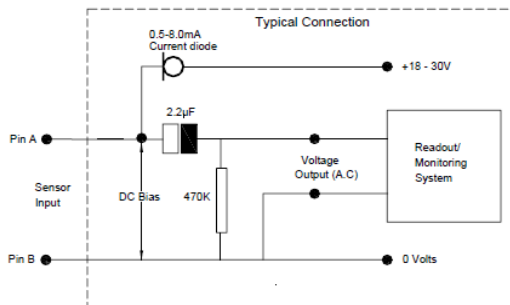 Typical Connection
0.5-8.0mA
Current diode
+18 - 30V
2.2µF
Pin A
Readout/
Monitoring
System
Voltage
Output (A.C)
Sensor
Input
DC Bias
470K
Pin B
0 Volts